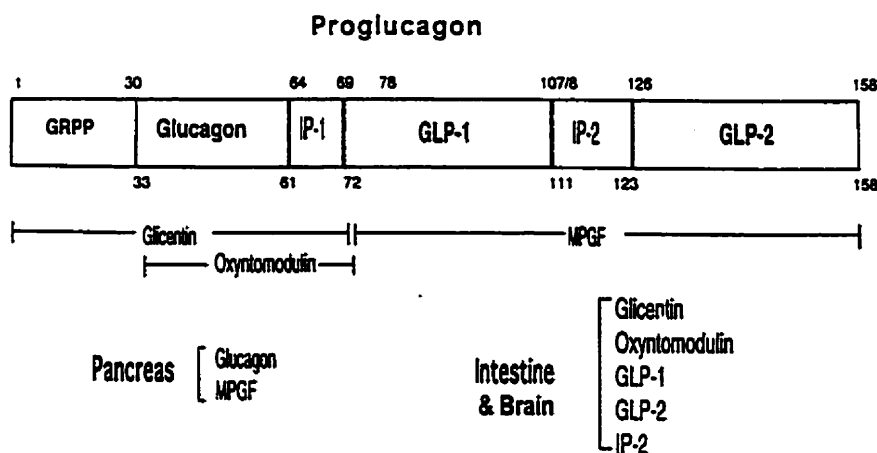 Proglucagon
1 30 64 69 78 107/8 126 158
GRPP Glucagon IP-1 GLP-1 IP-2 GLP-2
33 61 72 111 123 158
Glicentin MPGF
Oxyntomodulin
Pancreas
Glucagon
MPGF
Intestine
& Brain
Glicentin
Oxyntomodulin
GLP-1
GLP-2
IP-2